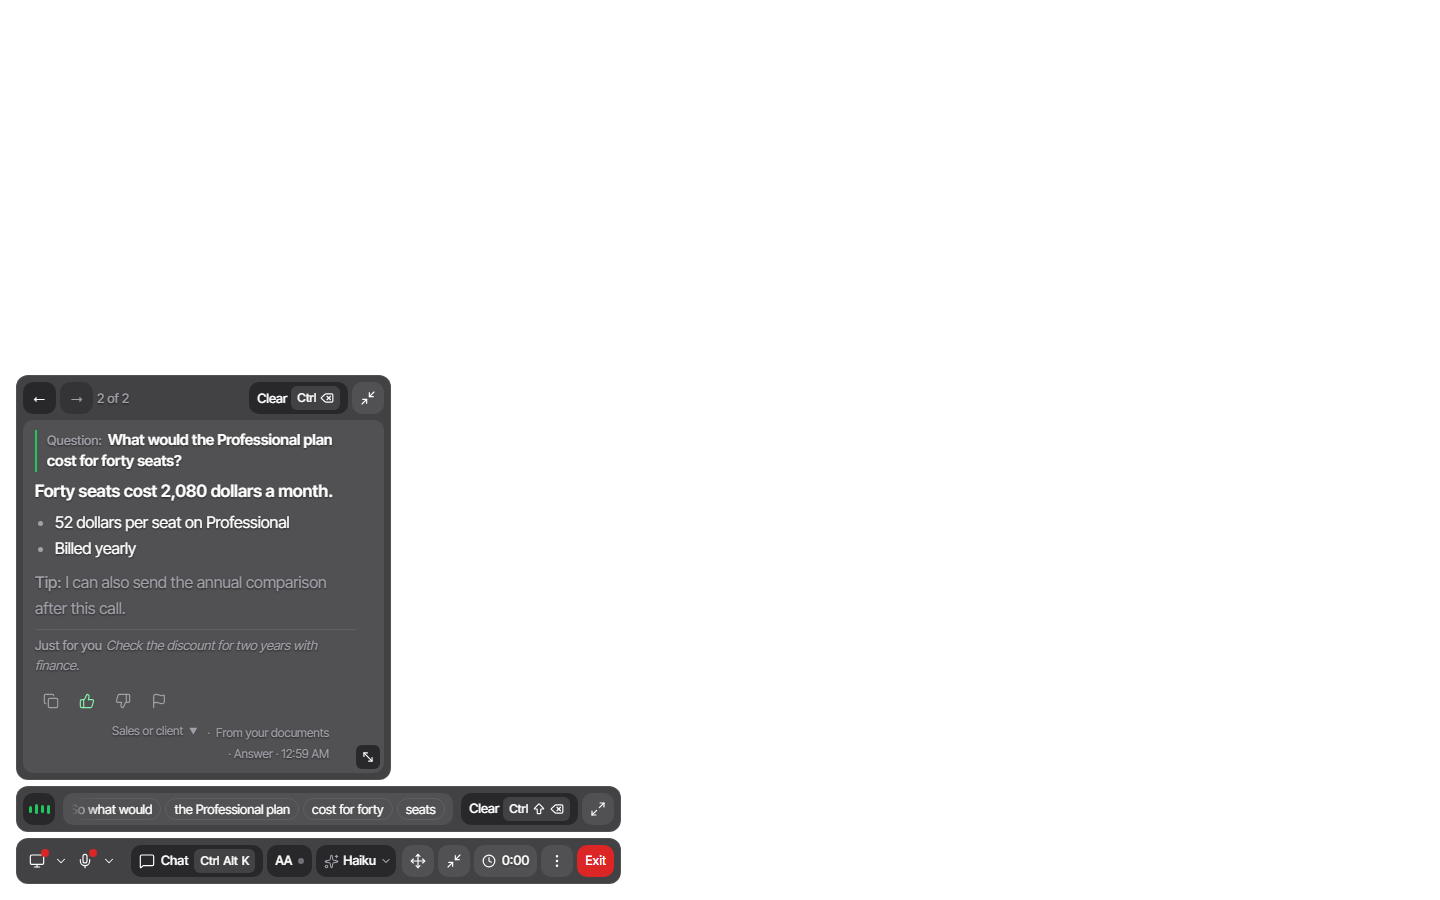 ← → 2 of 2 Clear Ctrl
Question: What would the Professional plan
cost for forty seats?
Forty seats cost 2,080 dollars a month.
• 52 dollars per seat on Professional
• Billed yearly
Tip: I can also send the annual comparison
after this call.
Just for you Check the discount for two years with
finance.
Sales or client ▼ · From your documents
· Answer · 12:59 AM
So what would the Professional plan cost for forty seats Clear Ctrl
Chat Ctrl Alt K AA Haiku 0:00 Exit